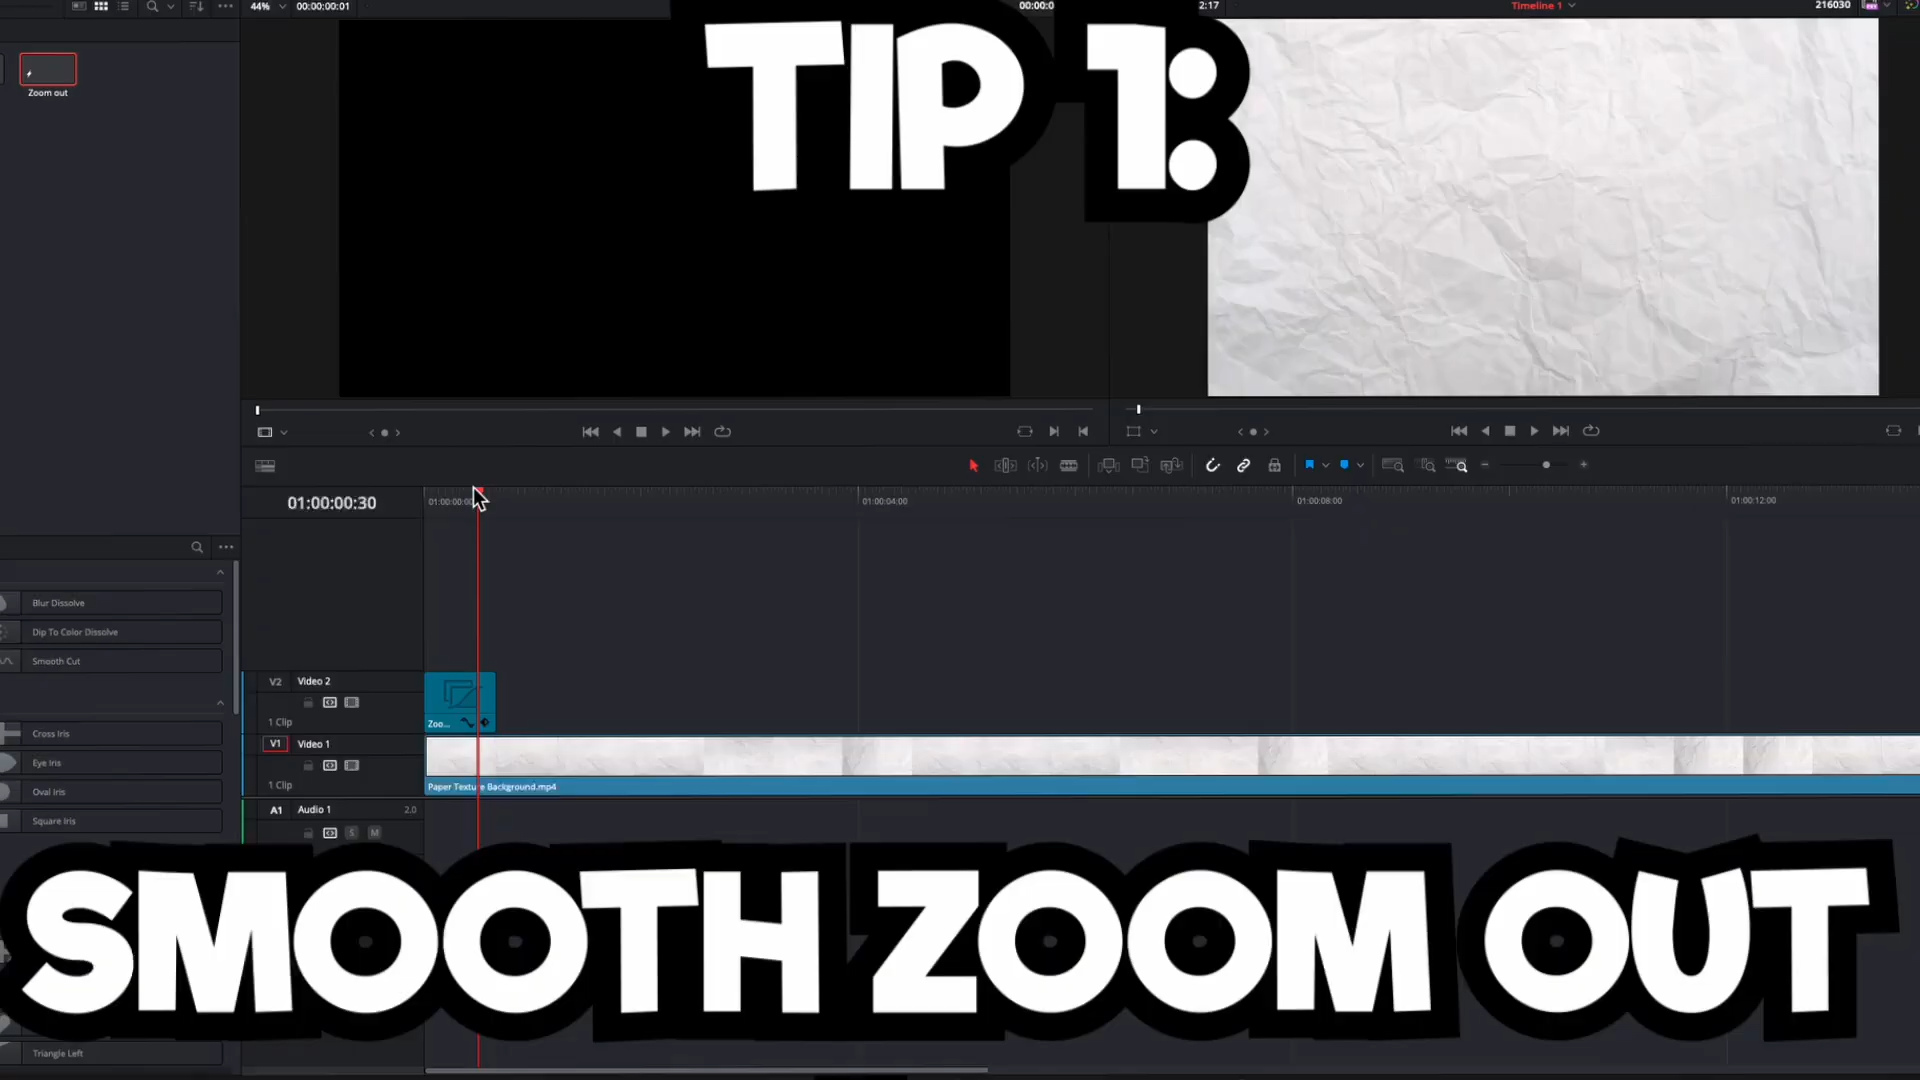 44%
00:00:00:01
00:00:0
2:17
Timeline 1
216030
TIP 1:
Zoom out
01:00:00:30
01:00:00:00
01:00:04:00
01:00:08:00
01:00:12:00
Blur Dissolve
Dip To Color Dissolve
Smooth Cut
Cross Iris
Eye Iris
Oval Iris
Square Iris
Triangle Left
V2
Video 2
1 Clip
Zoo...
V1
Video 1
1 Clip
Paper Texture Background.mp4
A1
Audio 1
2.0
S
M
SMOOTH ZOOM OUT